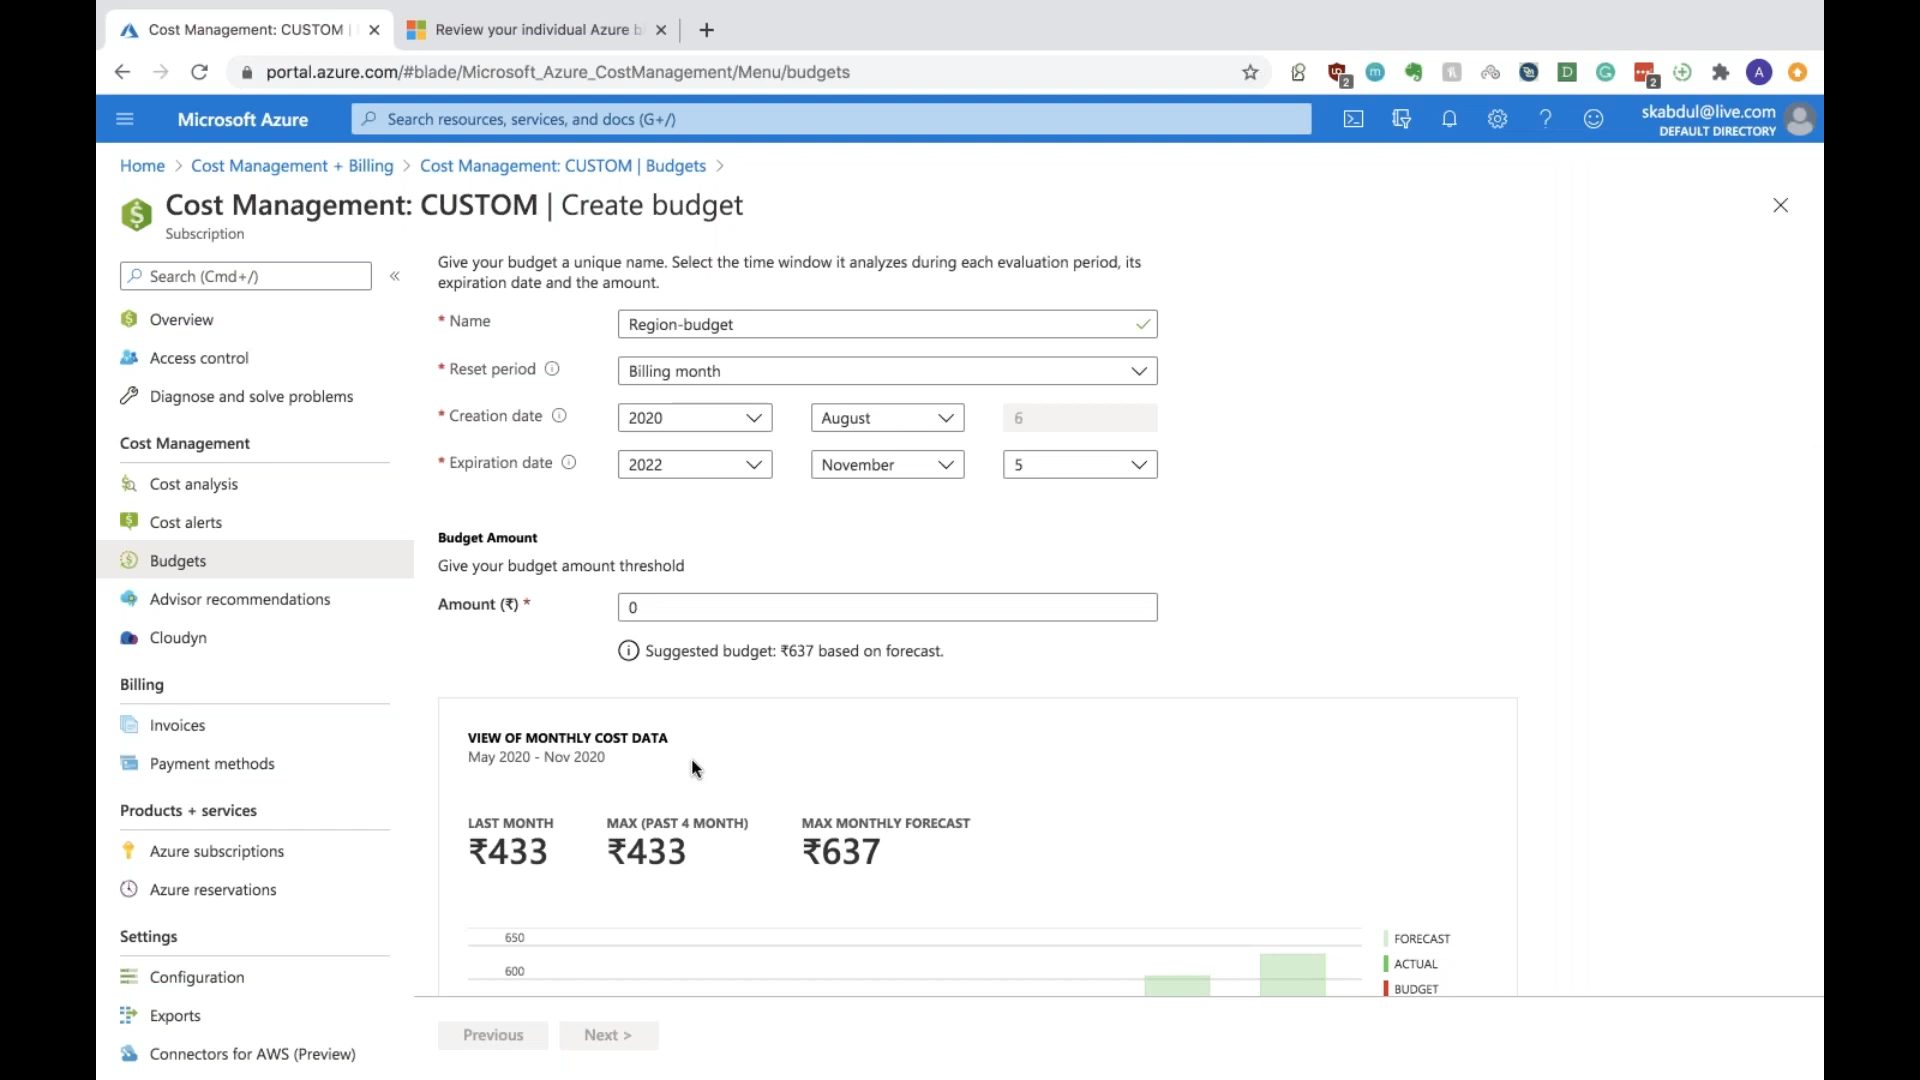 Cost Management: CUSTOM |
Review your individual Azure b
portal.azure.com/#blade/Microsoft_Azure_CostManagement/Menu/budgets
2
m
D
G
2
A
Microsoft Azure
Search resources, services, and docs (G+/)
skabdul@live.com
DEFAULT DIRECTORY
Home > Cost Management + Billing > Cost Management: CUSTOM | Budgets >
Cost Management: CUSTOM | Create budget
Subscription
Search (Cmd+/)
«
Overview
Access control
Diagnose and solve problems
Cost Management
Cost analysis
Cost alerts
Budgets
Advisor recommendations
Cloudyn
Billing
Invoices
Payment methods
Products + services
Azure subscriptions
Azure reservations
Settings
Configuration
Exports
Connectors for AWS (Preview)
Give your budget a unique name. Select the time window it analyzes during each evaluation period, its
expiration date and the amount.
* Name Region-budget
* Reset period Billing month
* Creation date 2020 August 6
* Expiration date 2022 November 5
Budget Amount
Give your budget amount threshold
Amount (₹) * 0
Suggested budget: ₹637 based on forecast.
VIEW OF MONTHLY COST DATA
May 2020 - Nov 2020
LAST MONTH MAX (PAST 4 MONTH) MAX MONTHLY FORECAST
₹433 ₹433 ₹637
650
600
FORECAST
ACTUAL
BUDGET
Previous Next >